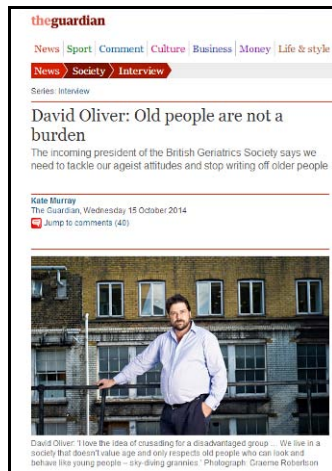 theguardian
News Sport Comment Culture Business Money Life & style
News Society Interview
Series: Interview
David Oliver: Old people are not a
burden
The incoming president of the British Geriatrics Society says we
need to tackle our ageist attitudes and stop writing off older people
Kate Murray
The Guardian, Wednesday 15 October 2014
Jump to comments (40)
David Oliver: 'I love the idea of crusading for a disadvantaged group ... We live in a
society that doesn't value age and only respects old people who can look and
behave like young people – sky-diving grannies.' Photograph: Graeme Robertson